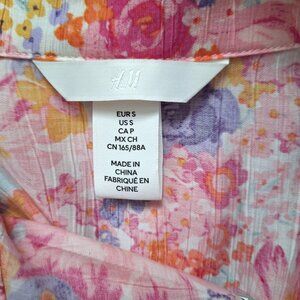 H&M
EUR S
US S
CA P
MX CH
CN 165/88A
MADE IN
CHINA
FABRIQUÉ EN
CHINE